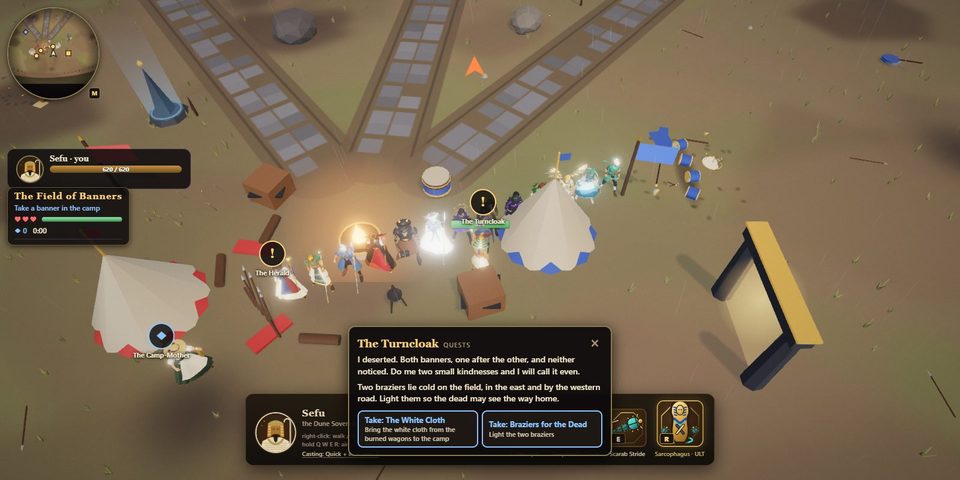 M
Sefu · you
620 / 620
The Field of Banners
Take a banner in the camp
0 0:00
!
The Turncloak
!
The Herald
The Camp-Mother
The Turncloak QUESTS ×
I deserted. Both banners, one after the other, and neither
noticed. Do me two small kindnesses and I will call it even.
Two braziers lie cold on the field, in the east and by the western
road. Light them so the dead may see the way home.
Take: The White Cloth
Bring the white cloth from the
burned wagons to the camp
Take: Braziers for the Dead
Light the two braziers
Sefu
the Dune
right-click: walk
hold Q W E R:
Casting: Quick +
E
Scarab Stride
R
Sarcophagus · ULT